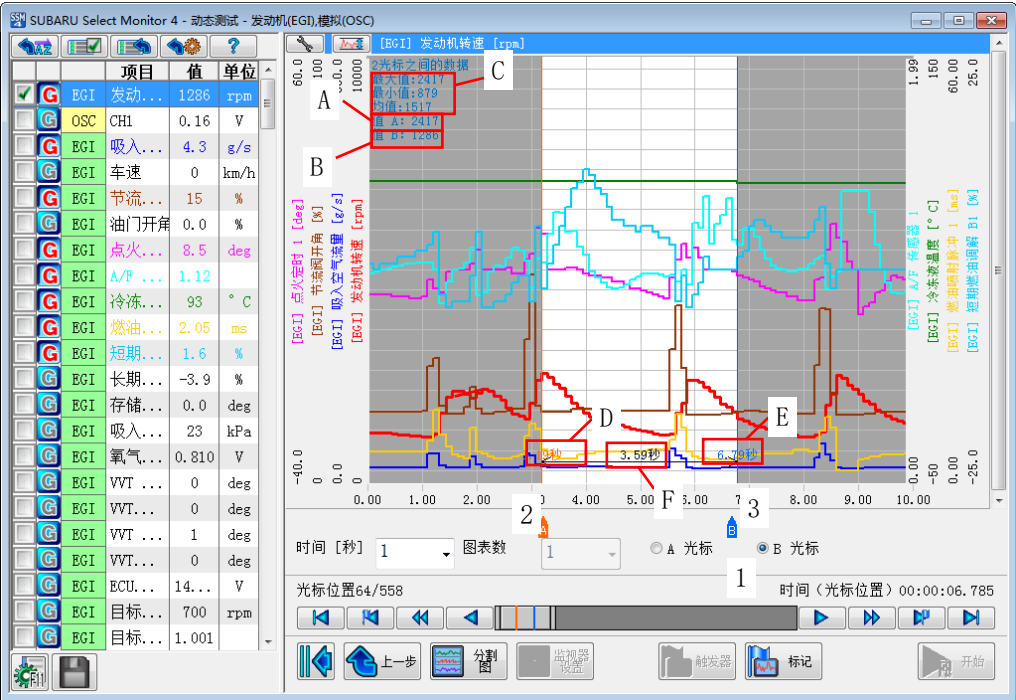 SUBARU Select Monitor 4 - 动态测试 - 发动机(EGI),模拟(OSC)
AZ
?
项目 值 单位
G EGI 发动... 1286 rpm
G OSC CH1 0.16 V
G EGI 吸入... 4.3 g/s
G EGI 车速 0 km/h
G EGI 节流... 15 %
G EGI 油门开角 0.0 %
G EGI 点火... 8.5 deg
G EGI A/F ... 1.12
G EGI 冷冻... 93 °C
G EGI 燃油... 2.05 ms
G EGI 短期... 1.6 %
G EGI 长期... -3.9 %
G EGI 存储... 0.0 deg
G EGI 吸入... 23 kPa
G EGI 氧气... 0.810 V
G EGI VVT ... 0 deg
G EGI VVT... 0 deg
G EGI VVT ... 1 deg
G EGI VVT... 0 deg
G EGI ECU... 14... V
G EGI 目标... 700 rpm
G EGI 目标... 1.001
F11
[EGI] 发动机转速 [rpm]
60.0
100
10000
2光标之间的数据
最大值:2417
最小值:879
均值:1517
值 A: 2417
值 B: 1286
A
B
C
1.99
150
60.00
25.0
[EGI] 点火定时 1 [deg]
[EGI] 节流阀开角 [%]
[EGI] 吸入空气流量 [g/s]
[EGI] 发动机转速 [rpm]
[EGI] A/F 传感器 1
[EGI] 冷冻液温度 [°C]
[EGI] 燃油喷射脉冲 1 [ms]
[EGI] 短期燃油调解 B1 [%]
D
E
F
3.59秒
6.79秒
-40.0
0
0.0
0
0.00
-50
0.00
-25.0
0.00 1.00 2.00 4.00 5.00 6.00 7 8.00 9.00 10.00
2
3
A
B
时间 [秒] 1 图表数 1 A 光标 B 光标
1
光标位置64/558 时间（光标位置）00:00:06.785
上一步
分割图
监视器设置
触发器
标记
开始